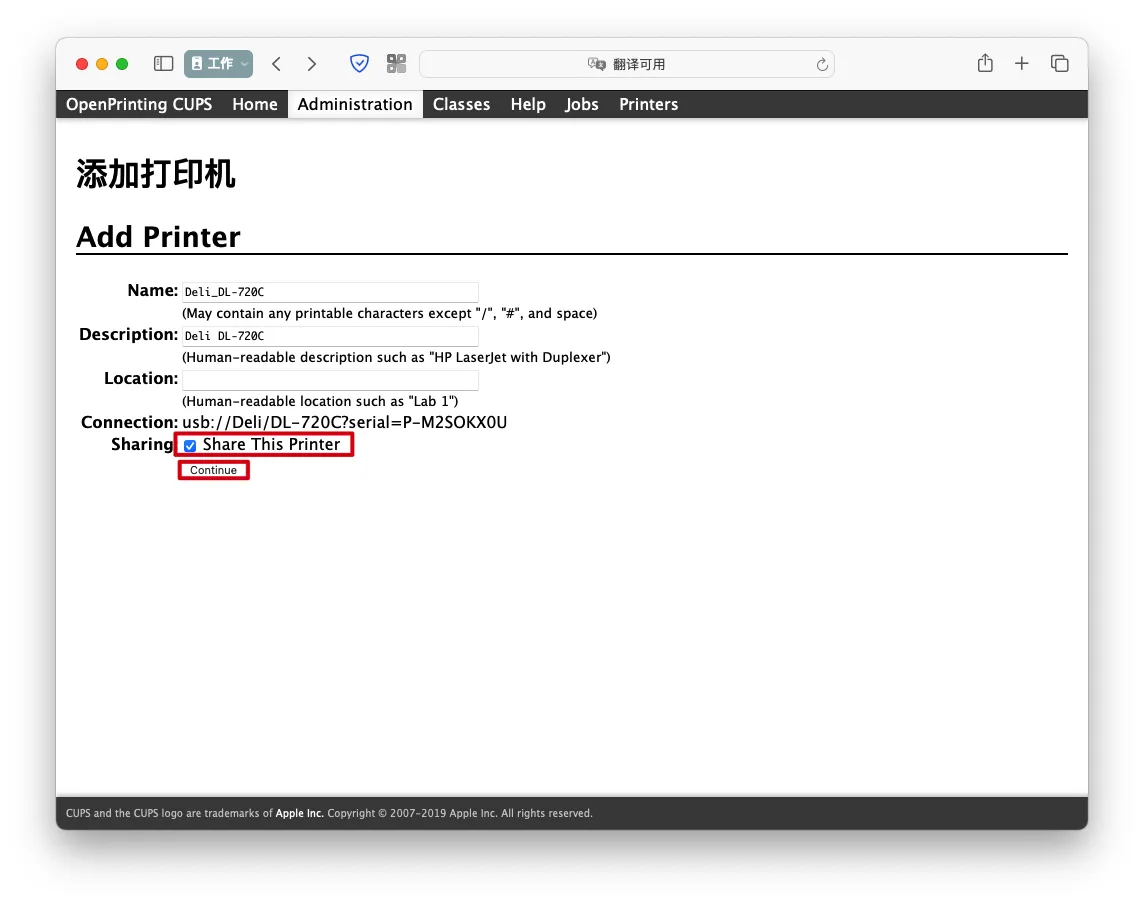 工作
翻译可用
OpenPrinting CUPS Home Administration Classes Help Jobs Printers
添加打印机
Add Printer
Name: Deli_DL-720C
(May contain any printable characters except "/", "#", and space)
Description: Deli DL-720C
(Human-readable description such as "HP LaserJet with Duplexer")
Location:
(Human-readable location such as "Lab 1")
Connection: usb://Deli/DL-720C?serial=P-M2SOKX0U
Sharing Share This Printer
Continue
CUPS and the CUPS logo are trademarks of Apple Inc. Copyright © 2007-2019 Apple Inc. All rights reserved.